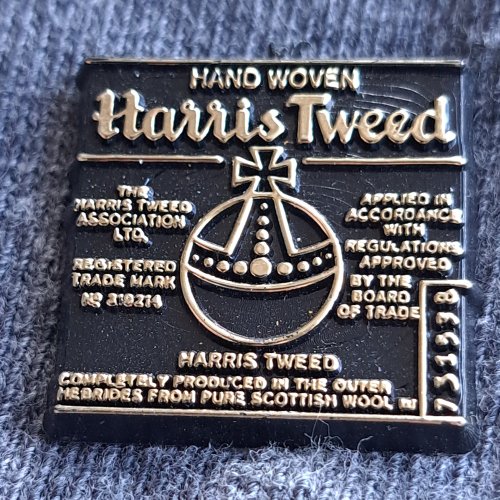 HAND WOVEN
Harris Tweed
THE
HARRIS TWEED
ASSOCIATION
LTD.
REGISTERED
TRADE MARK
Nº 319214
APPLIED IN
ACCORDANCE
WITH
REGULATIONS
APPROVED
BY THE
BOARD
OF TRADE
HARRIS TWEED
COMPLETELY PRODUCED IN THE OUTER
HEBRIDES FROM PURE SCOTTISH WOOL
7331938